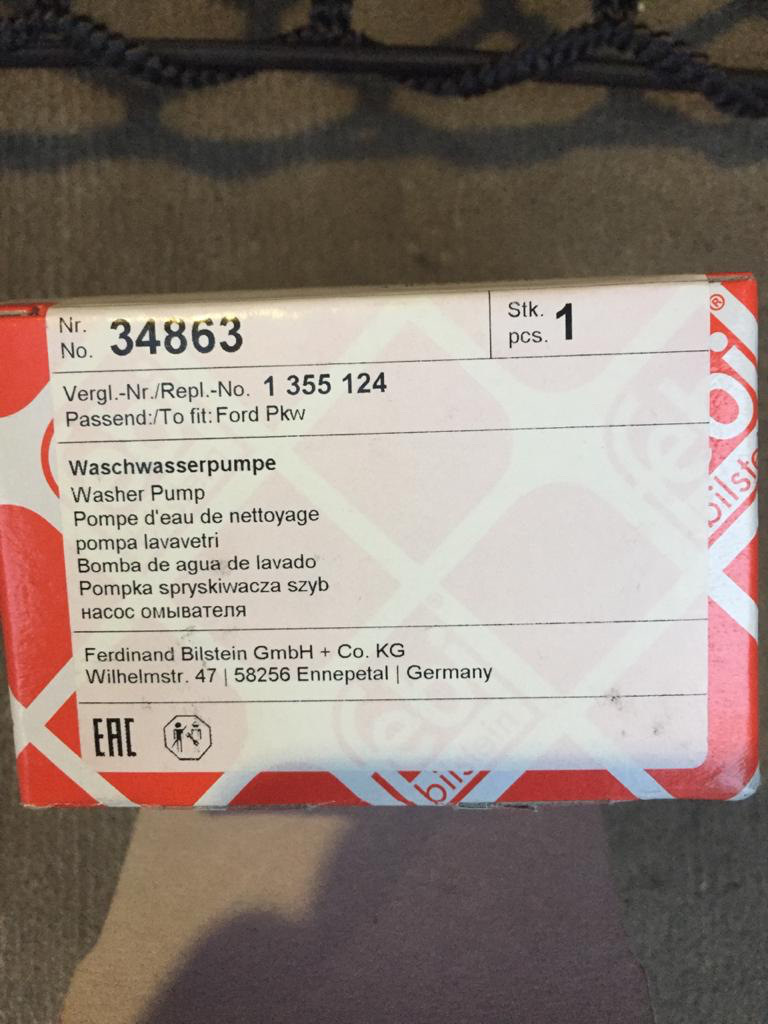 Nr.
No. 34863
Stk.
pcs. 1
Vergl.-Nr./Repl.-No. 1 355 124
Passend:/To fit: Ford Pkw
Waschwasserpumpe
Washer Pump
Pompe d'eau de nettoyage
pompa lavavetri
Bomba de agua de lavado
Pompka spryskiwacza szyb
насос омывателя
Ferdinand Bilstein GmbH + Co. KG
Wilhelmstr. 47 | 58256 Ennepetal | Germany
EAC
febi
bilstein